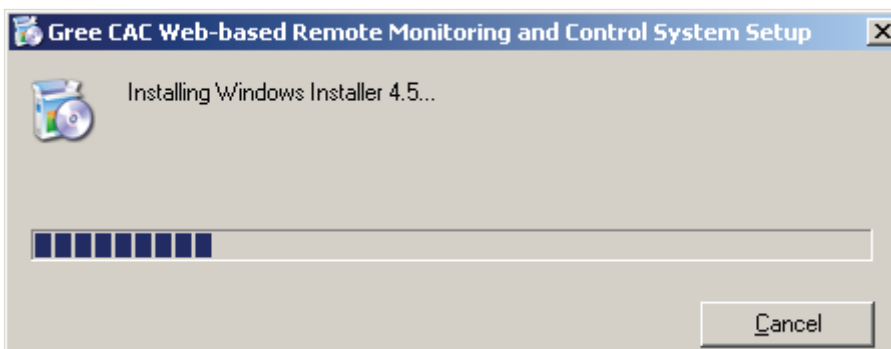 Gree CAC Web-based Remote Monitoring and Control System Setup
Installing Windows Installer 4.5...
Cancel